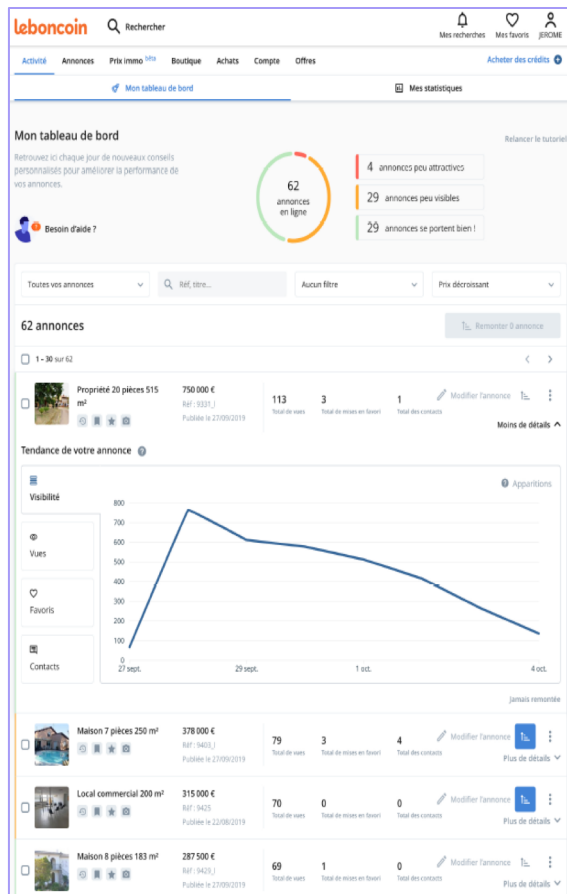 leboncoin
Rechercher
Mes recherches
Mes favoris
JEROME
Activité
Annonces
Prix immo bêta
Boutique
Achats
Compte
Offres
Acheter des crédits
Mon tableau de bord
Mes statistiques
Mon tableau de bord
Relancer le tutoriel
Retrouvez ici chaque jour de nouveaux conseils
personnalisés pour améliorer la performance de
vos annonces.
Besoin d'aide ?
62
annonces
en ligne
4 annonces peu attractives
29 annonces peu visibles
29 annonces se portent bien !
Toutes vos annonces
Réf, titre...
Aucun filtre
Prix décroissant
62 annonces
Remonter 0 annonce
1 - 30 sur 62
Propriété 20 pièces 515
m²
750 000 €
Réf : 9331_I
Publiée le 27/09/2019
113
Total de vues
3
Total de mises en favori
1
Total des contacts
Modifier l'annonce
Moins de détails
Tendance de votre annonce
Visibilité
Vues
Favoris
Contacts
Apparitions
800
700
600
500
400
300
200
100
0
27 sept.
29 sept.
1 oct.
4 oct.
Jamais remontée
Maison 7 pièces 250 m²
378 000 €
Réf : 9403_I
Publiée le 27/09/2019
79
Total de vues
3
Total de mises en favori
4
Total des contacts
Modifier l'annonce
Plus de détails
Local commercial 200 m²
315 000 €
Réf : 9425
Publiée le 22/08/2019
70
Total de vues
0
Total de mises en favori
0
Total des contacts
Modifier l'annonce
Plus de détails
Maison 8 pièces 183 m²
287 500 €
Réf : 9429_I
Publiée le 27/09/2019
69
Total de vues
1
Total de mises en favori
0
Total des contacts
Modifier l'annonce
Plus de détails